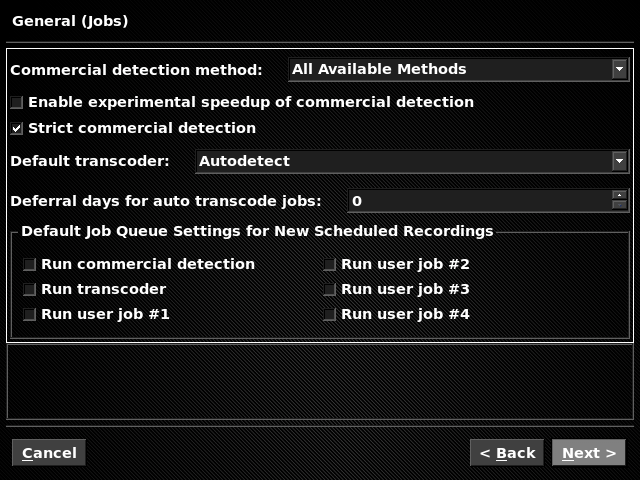 General (Jobs)
Commercial detection method: All Available Methods
Enable experimental speedup of commercial detection
Strict commercial detection
Default transcoder: Autodetect
Deferral days for auto transcode jobs: 0
Default Job Queue Settings for New Scheduled Recordings
Run commercial detection Run user job #2
Run transcoder Run user job #3
Run user job #1 Run user job #4
Cancel < Back Next >